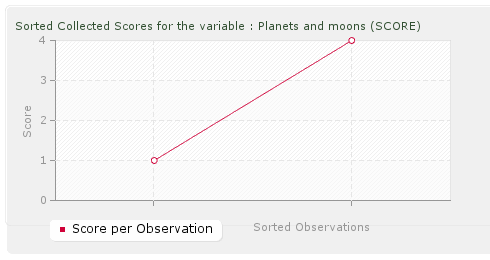 Sorted Collected Scores for the variable : Planets and moons (SCORE)
4
3
2
1
0
Score
Sorted Observations
Score per Observation